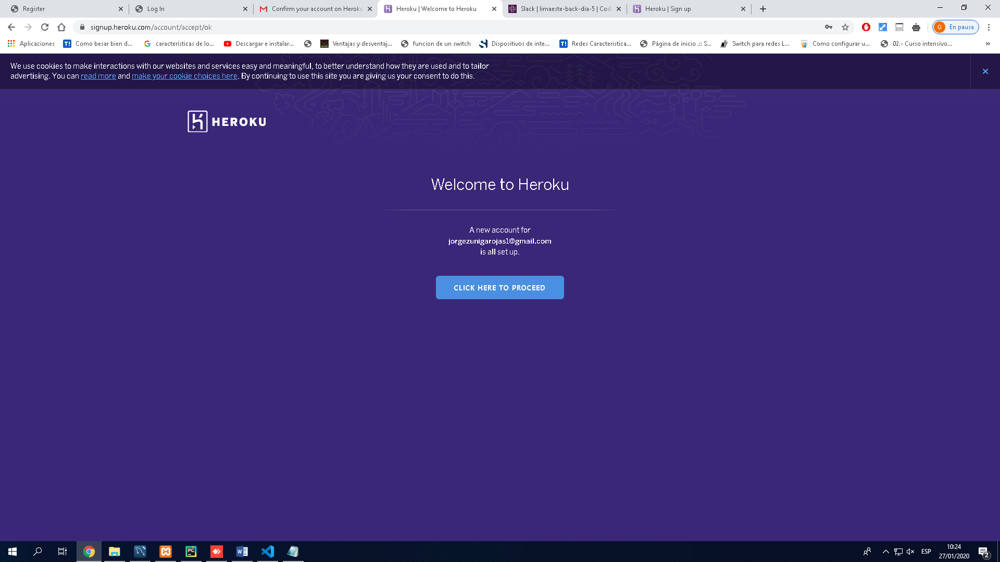 Register
Log In
Confirm your account on Heroku
Heroku | Welcome to Heroku
Slack | limaeste-back-dia-5 | Codi
Heroku | Sign up
signup.heroku.com/account/accept/ok
G En pausa
Aplicaciones
Como besar bien d...
características de lo...
Descargar e instalar...
Ventajas y desventaj...
funcion de un switch
Dispositivos de inte...
Redes Caracteristica...
Página de inicio .:: S...
Switch para redes L...
Como configurar u...
02.- Curso intensivo...
We use cookies to make interactions with our websites and services easy and meaningful, to better understand how they are used and to tailor
advertising. You can read more and make your cookie choices here. By continuing to use this site you are giving us your consent to do this.
HEROKU
Welcome to Heroku
A new account for
jorgezunigarojas1@gmail.com
is all set up.
CLICK HERE TO PROCEED
ESP
10:24
27/01/2020
2